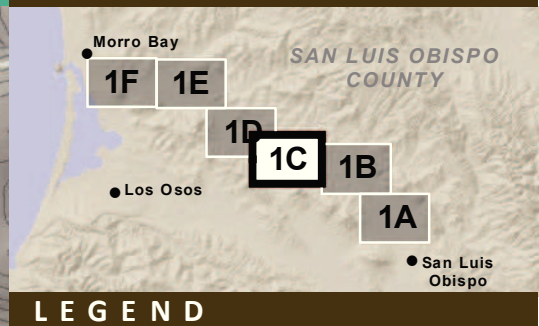 Morro Bay
SAN LUIS OBISPO
COUNTY
1F
1E
1D
1C
1B
Los Osos
1A
San Luis
Obispo
LEGEND